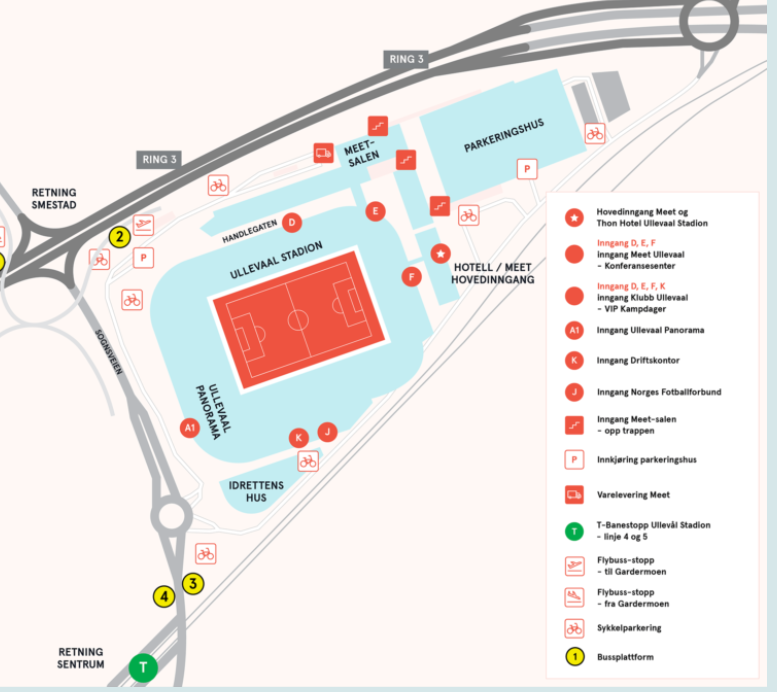 RING 3
RING 3
RETNING
SMESTAD
2
P
MEET-
SALEN
PARKERINGSHUS
P
HANDLEGATEN
D
E
F
ULLEVAAL STADION
HOTELL / MEET
HOVEDINNGANG
SOGNSVEIEN
ULLEVAAL
PANORAMA
A1
K
J
IDRETTENS
HUS
3
4
RETNING
SENTRUM
T
Hovedinngang Meet og
Thon Hotel Ullevaal Stadion
Inngang D, E, F
inngang Meet Ullevaal
- Konferansesenter
Inngang D, E, F, K
inngang Klubb Ullevaal
- VIP Kampdager
A1 Inngang Ullevaal Panorama
K Inngang Driftskontor
J Inngang Norges Fotballforbund
Inngang Meet-salen
- opp trappen
P Innkjøring parkeringshus
Varelevering Meet
T T-Banestopp Ullevål Stadion
- linje 4 og 5
Flybuss-stopp
- til Gardermoen
Flybuss-stopp
- fra Gardermoen
Sykkelparkering
1 Bussplattform